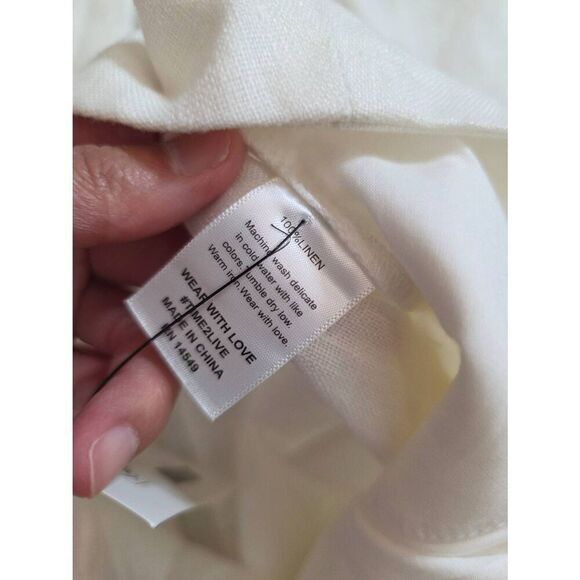 100%LINEN
Machine wash delicate
in cold water with like
colors. Tumble dry low.
Warm iron.Wear with love.
WEAR WITH LOVE
#TIME2LIVE
MADE IN CHINA
RN 14549